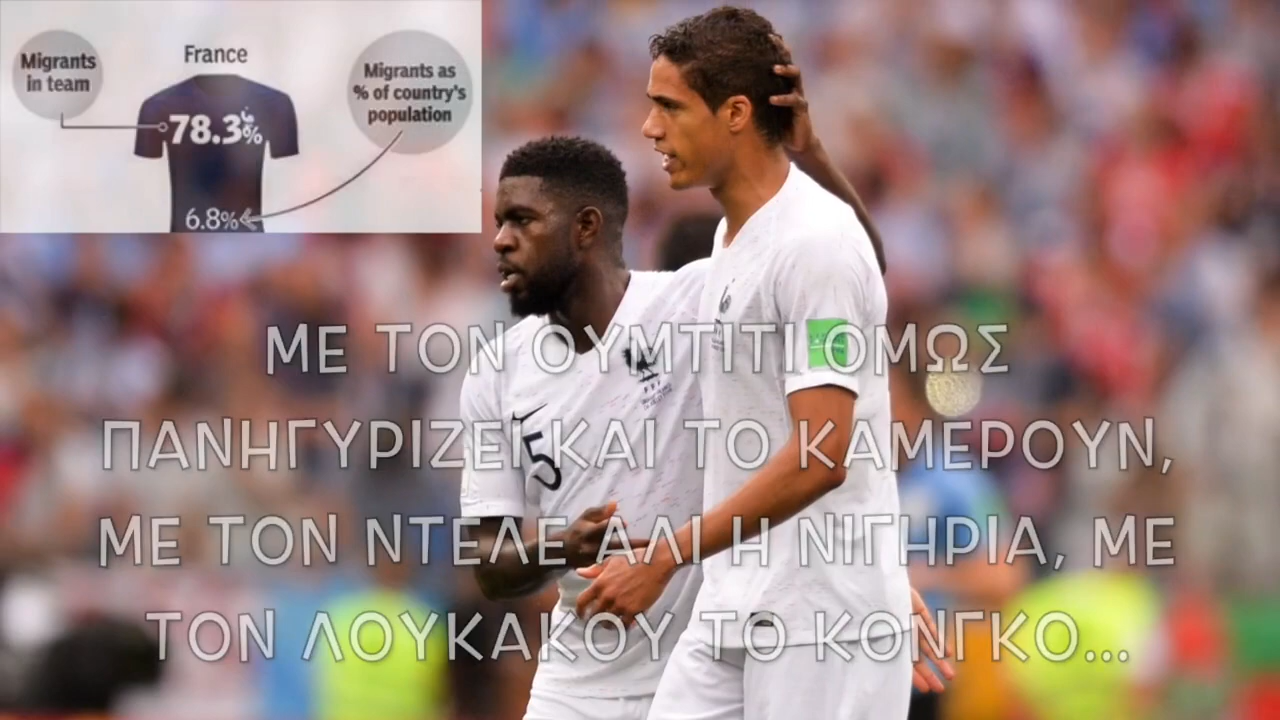 France
Migrants
in team
Migrants as
% of country's
population
78.3%
6.8%
5
ΜΕ ΤΟΝ ΟΥΜΤΙΤΙ ΟΜΩΣ
ΠΑΝΗΓΥΡΙΖΕΙ ΚΑΙ ΤΟ ΚΑΜΕΡΟΥΝ,
ΜΕ ΤΟΝ ΝΤΕΛΕ ΑΛΙ Η ΝΙΓΗΡΙΑ, ΜΕ
ΤΟΝ ΛΟΥΚΑΚΟΥ ΤΟ ΚΟΝΓΚΟ...